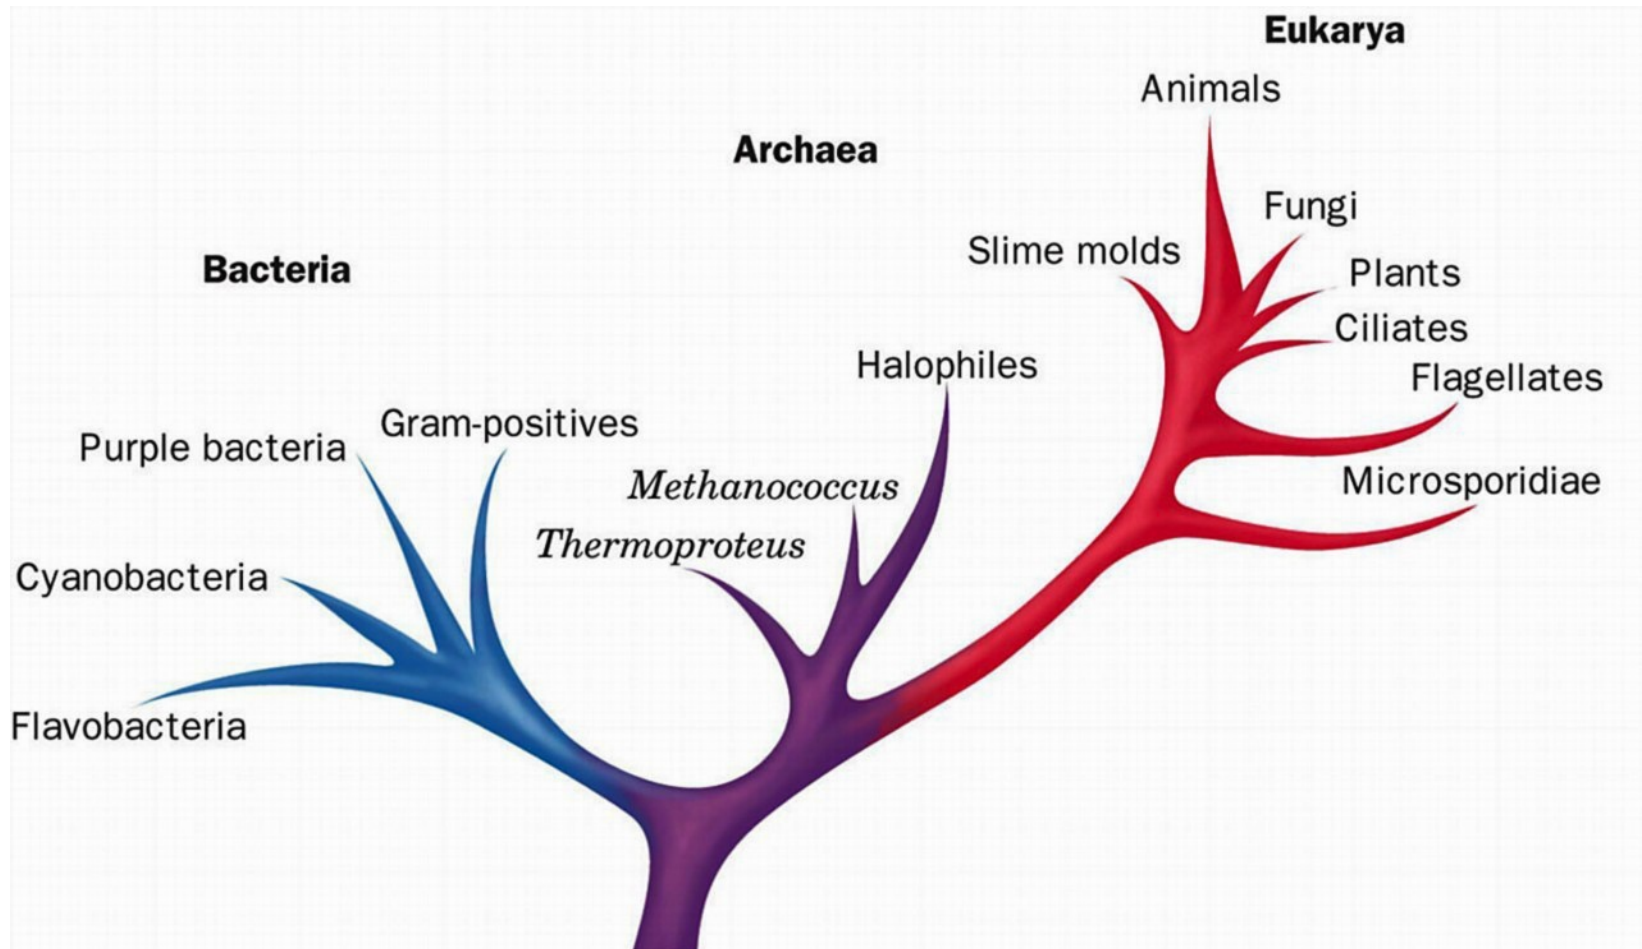 Eukarya
Animals
Archaea
Fungi
Slime molds
Plants
Bacteria
Ciliates
Halophiles
Flagellates
Gram-positives
Purple bacteria
Methanococcus
Microsporidiae
Thermoproteus
Cyanobacteria
Flavobacteria